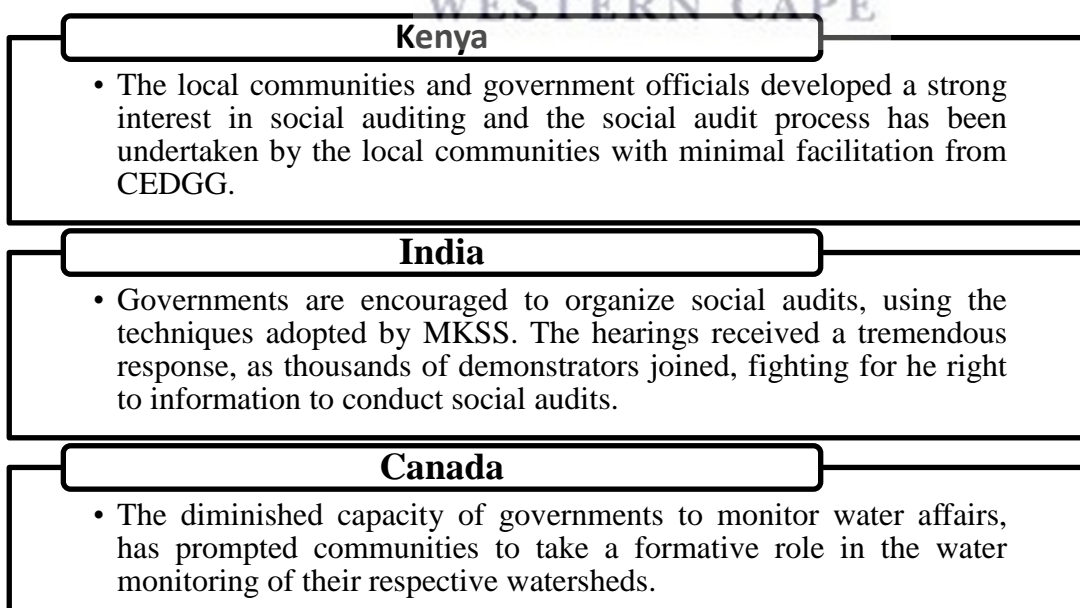 WESTERN CAPE
Kenya
• The local communities and government officials developed a strong
interest in social auditing and the social audit process has been
undertaken by the local communities with minimal facilitation from
CEDGG.
India
• Governments are encouraged to organize social audits, using the
techniques adopted by MKSS. The hearings received a tremendous
response, as thousands of demonstrators joined, fighting for he right
to information to conduct social audits.
Canada
• The diminished capacity of governments to monitor water affairs,
has prompted communities to take a formative role in the water
monitoring of their respective watersheds.